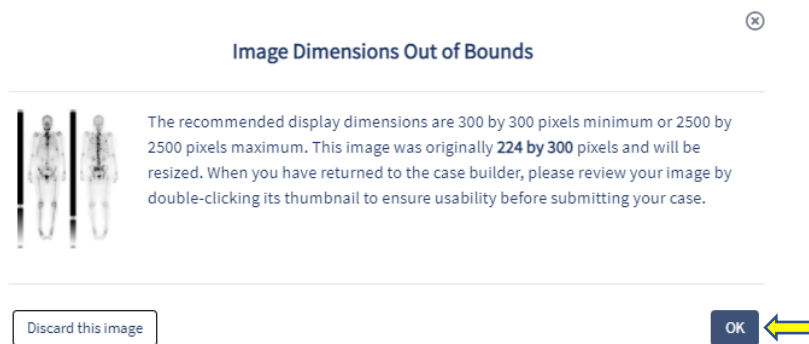 Image Dimensions Out of Bounds
The recommended display dimensions are 300 by 300 pixels minimum or 2500 by
2500 pixels maximum. This image was originally 224 by 300 pixels and will be
resized. When you have returned to the case builder, please review your image by
double-clicking its thumbnail to ensure usability before submitting your case.
Discard this image
OK